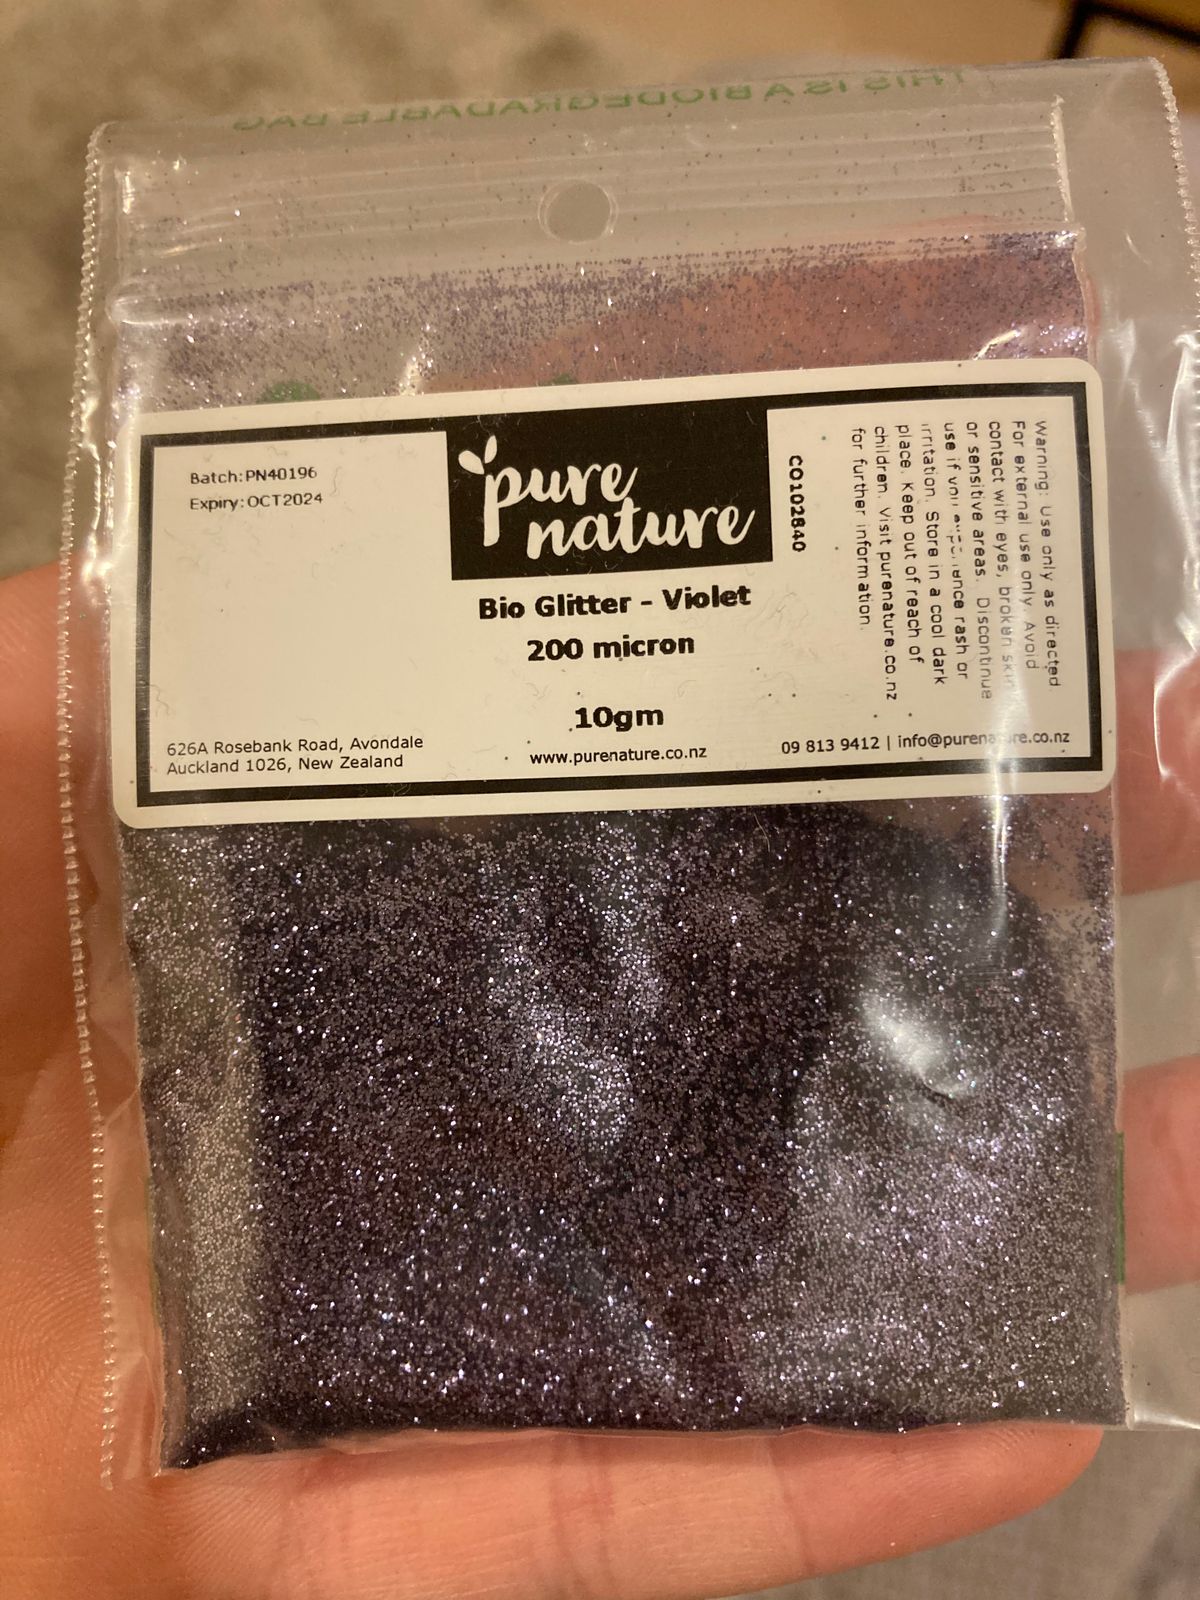 THIS IS A BIODEGRADABLE BAG
Batch:PN40196
Expiry:OCT2024
pure
nature
Bio Glitter - Violet
200 micron
10gm
626A Rosebank Road, Avondale
Auckland 1026, New Zealand
www.purenature.co.nz
09 813 9412 | info@purenature.co.nz
CO102840
Warning: Use only as directed
For external use only. Avoid
contact with eyes, broken skin
or sensitive areas. Discontinue
use if you experience rash or
irritation. Store in a cool dark
place. Keep out of reach of
children. Visit purenature.co.nz
for further information.